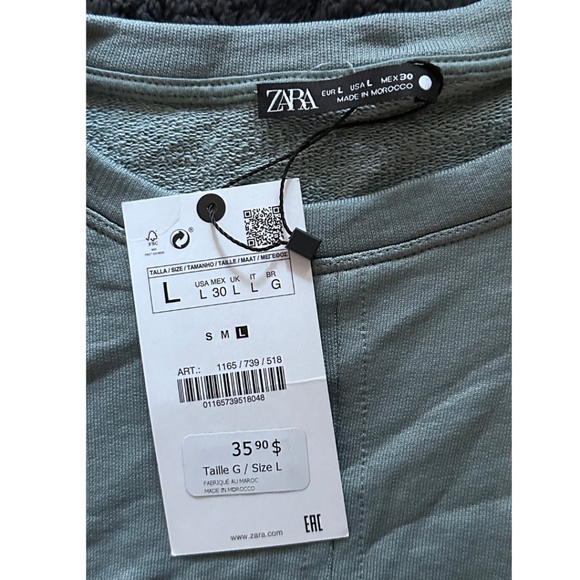 ZARA
EUR L USA L MEX 30
MADE IN MOROCCO
FSC
TALLA / SIZE / TAMANHO / TAILLE / MAAT / ΜΕΓΕΘΟΣ
L
USA MEX UK IT BR
L 30 L L G
S M L
ART.: 1165 / 739 / 518
01165739518048
35 90 $
Taille G / Size L
FABRIQUÉ AU MAROC
MADE IN MOROCCO
www.zara.com
EAC